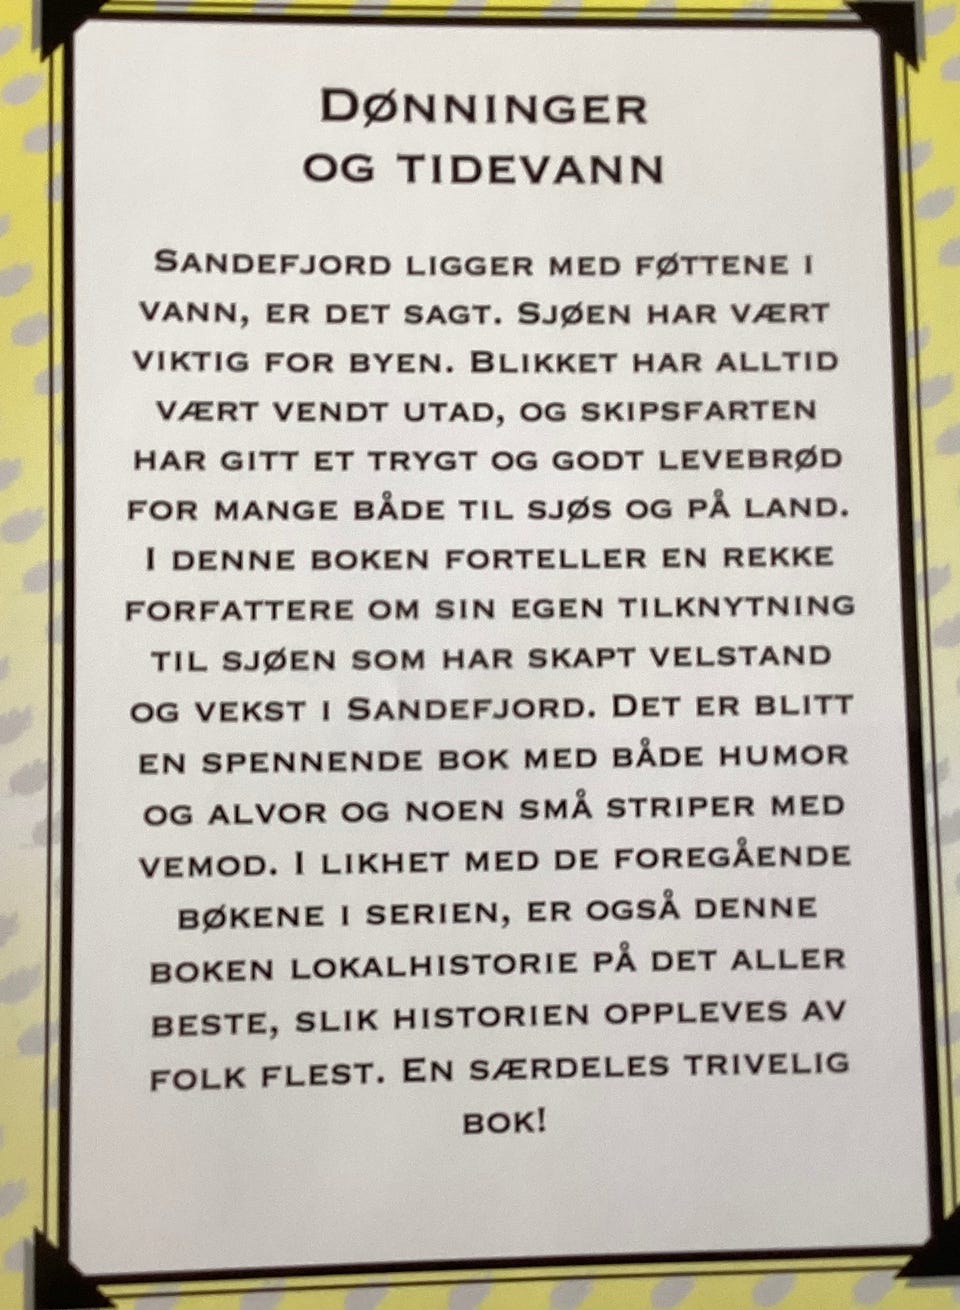 Dønninger
og tidevann
Sandefjord ligger med føttene i
vann, er det sagt. Sjøen har vært
viktig for byen. Blikket har alltid
vært vendt utad, og skipsfarten
har gitt et trygt og godt levebrød
for mange både til sjøs og på land.
I denne boken forteller en rekke
forfattere om sin egen tilknytning
til sjøen som har skapt velstand
og vekst i Sandefjord. Det er blitt
en spennende bok med både humor
og alvor og noen små striper med
vemod. I likhet med de foregående
bøkene i serien, er også denne
boken lokalhistorie på det aller
beste, slik historien oppleves av
folk flest. En særdeles trivelig
bok!